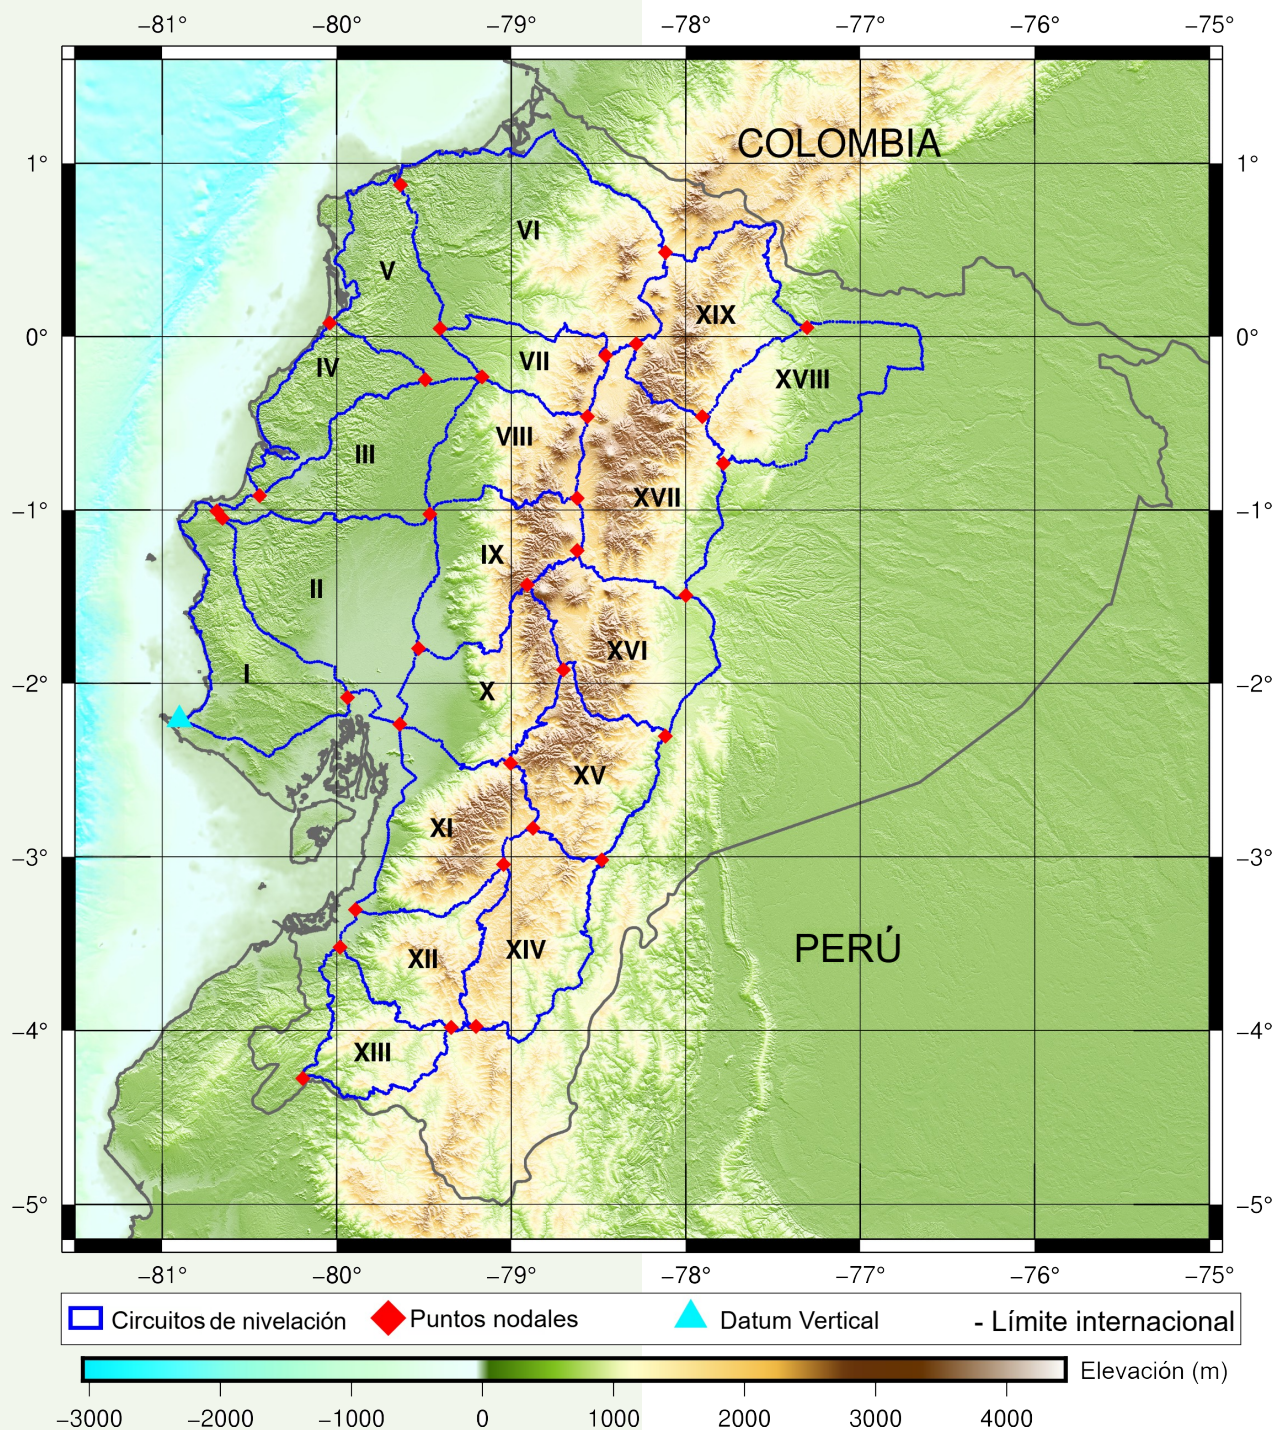 −81° −80° −79° −78° −77° −76° −75°
COLOMBIA
1° 1°
VI
V
XIX
0° 0°
VII
IV
XVIII
VIII
III
XVII
−1° −1°
IX
II
XVI
I
X
−2° −2°
XV
XI
−3° −3°
PERÚ
XIV
XII
−4° −4°
XIII
−5° −5°
−81° −80° −79° −78° −77° −76° −75°
Circuitos de nivelación Puntos nodales Datum Vertical - Límite internacional
Elevación (m)
−3000 −2000 −1000 0 1000 2000 3000 4000